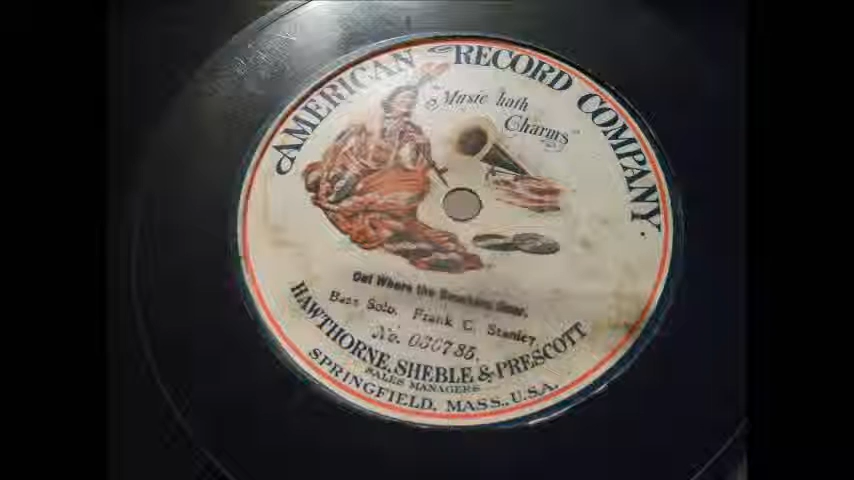 AMERICAN RECORD COMPANY.
"Music hath
Charms"
Out Where the Breakers Roar.
Bass Solo. Frank C. Stanley
No. 030785.
HAWTHORNE, SHEBLE & PRESCOTT
SALES MANAGERS
SPRINGFIELD, MASS., U.S.A.